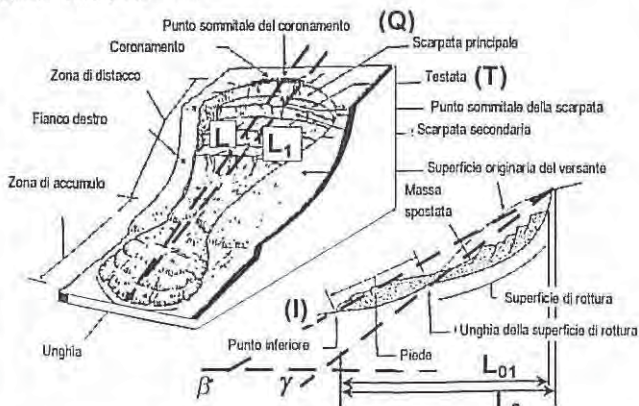 Punto sommitale del coronamento
(Q)
Coronamento
Scarpata principale
Zona di distacco
Testata (T)
Punto sommitale della scarpata
Fianco destro
Scarpata secondaria
L
L1
Superficie originaria del versante
Zona di accumulo
Massa
spostata
(I)
Superficie di rottura
Unghia della superficie di rottura
Punto inferiore
Piede
Unghia
L01
β
γ